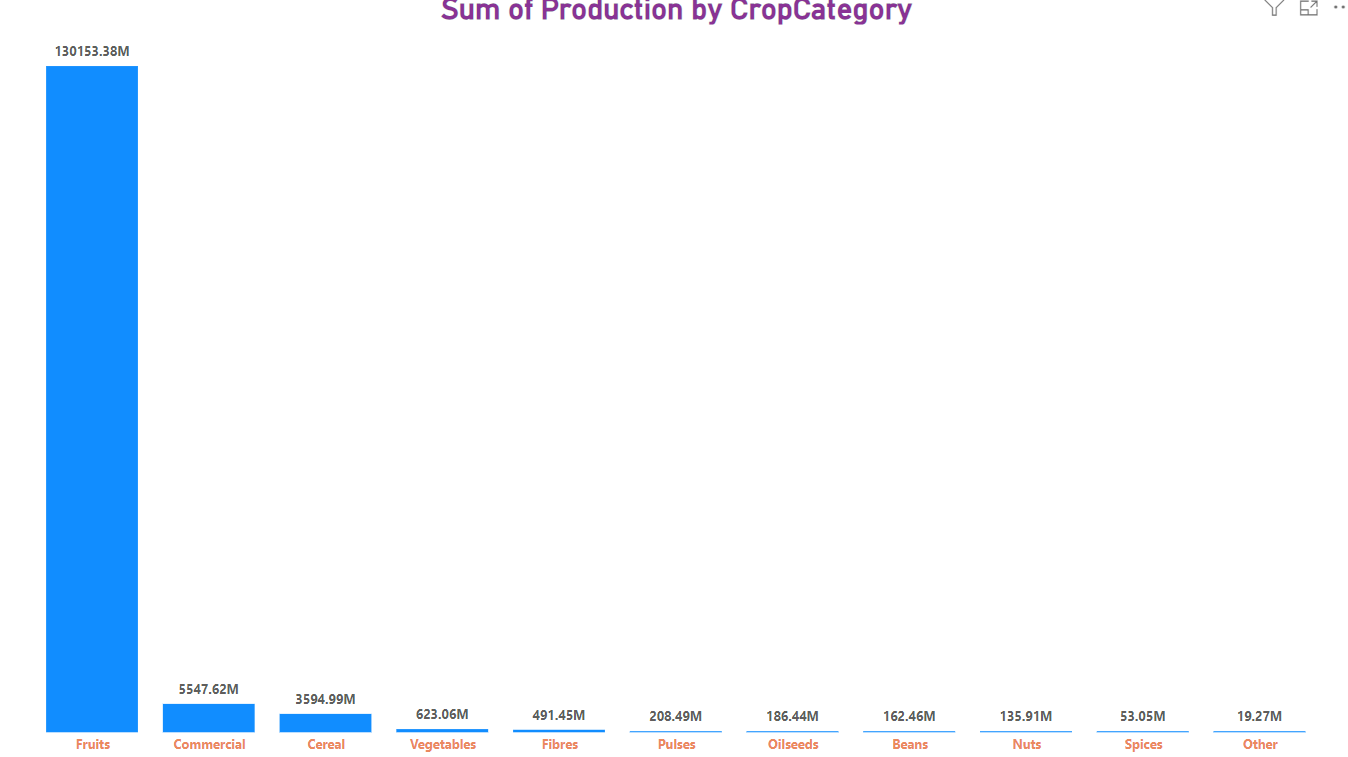 Sum of Production by CropCategory
130153.38M
5547.62M
3594.99M
623.06M
491.45M
208.49M
186.44M
162.46M
135.91M
53.05M
19.27M
Fruits
Commercial
Cereal
Vegetables
Fibres
Pulses
Oilseeds
Beans
Nuts
Spices
Other